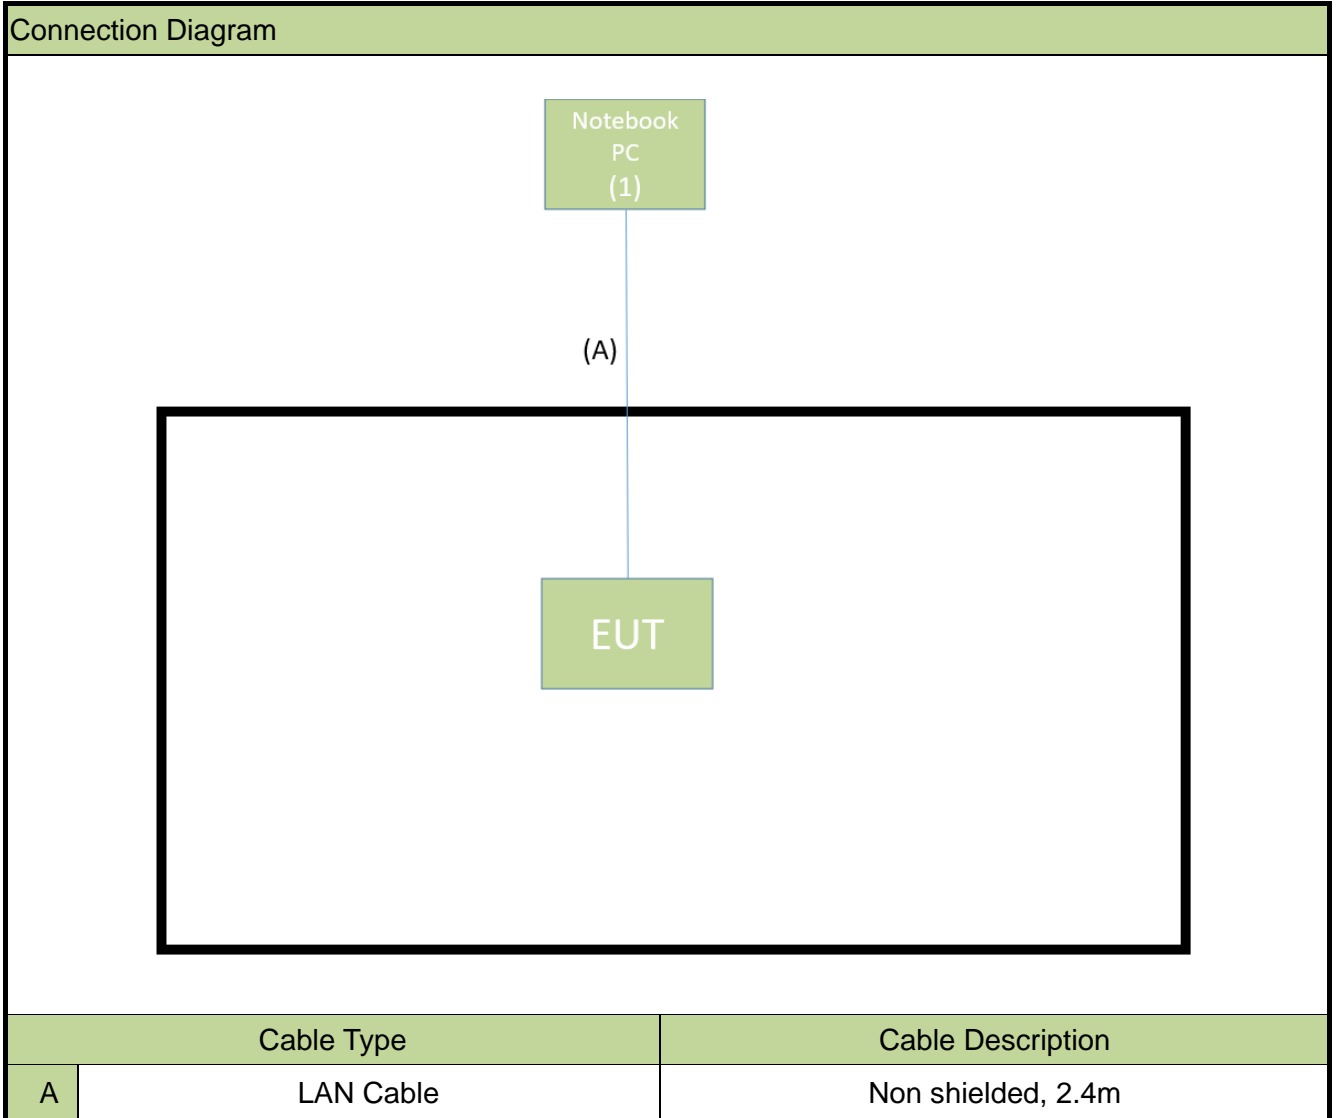 Connection Diagram
Notebook
PC
(1)
(A)
EUT
Cable Type Cable Description
A LAN Cable Non shielded, 2.4m